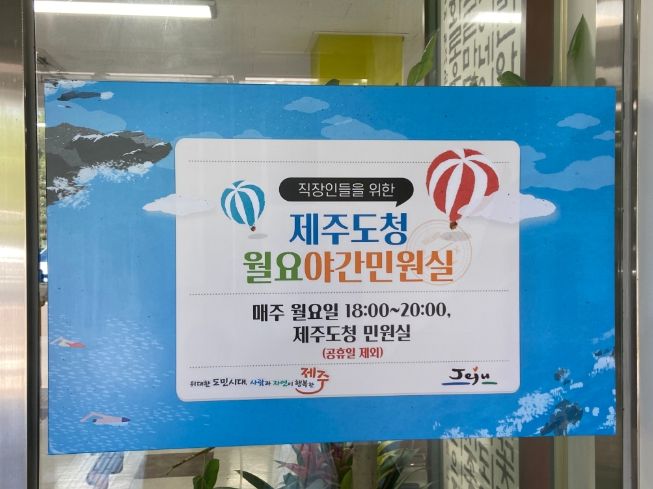 직장인들을 위한
제주도청
월요야간민원실
매주 월요일 18:00~20:00,
제주도청 민원실
(공휴일 제외)
위대한 도민시대, 사람과 자연이 행복한 제주
Jeju